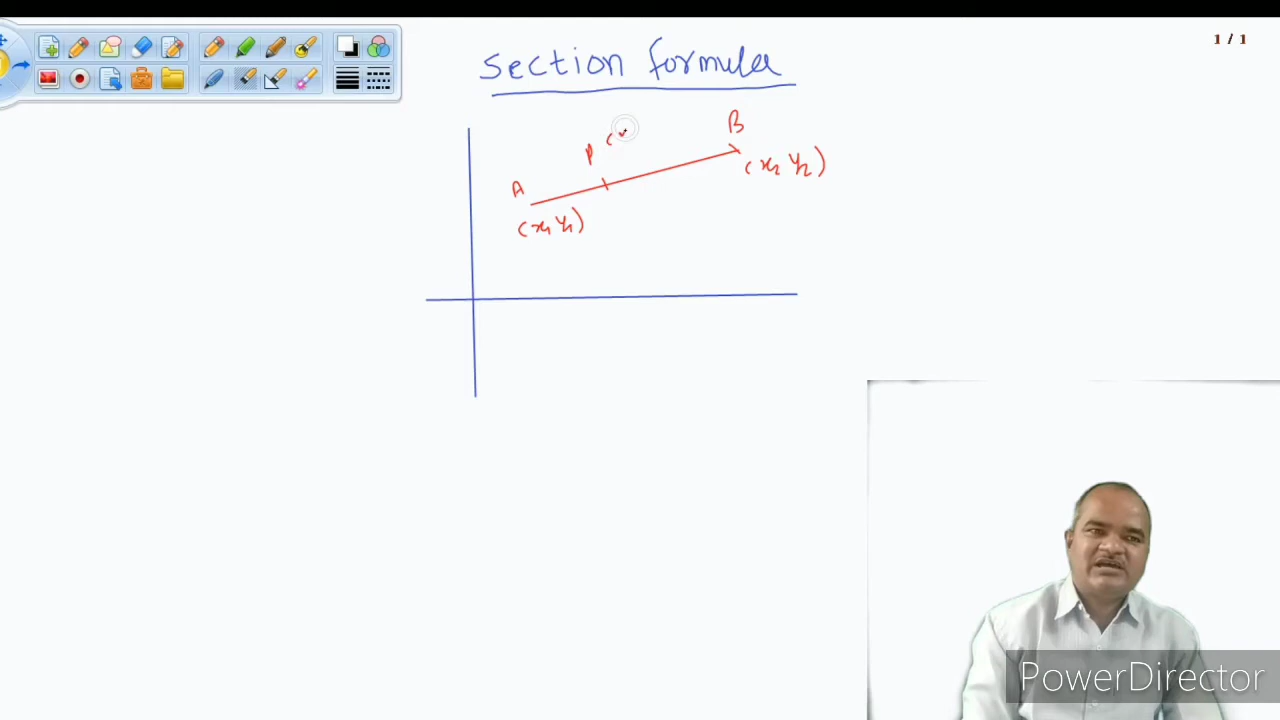 1 / 1
section formula
B
P (x
(x2 y2)
A
(x1 y1)
PowerDirector